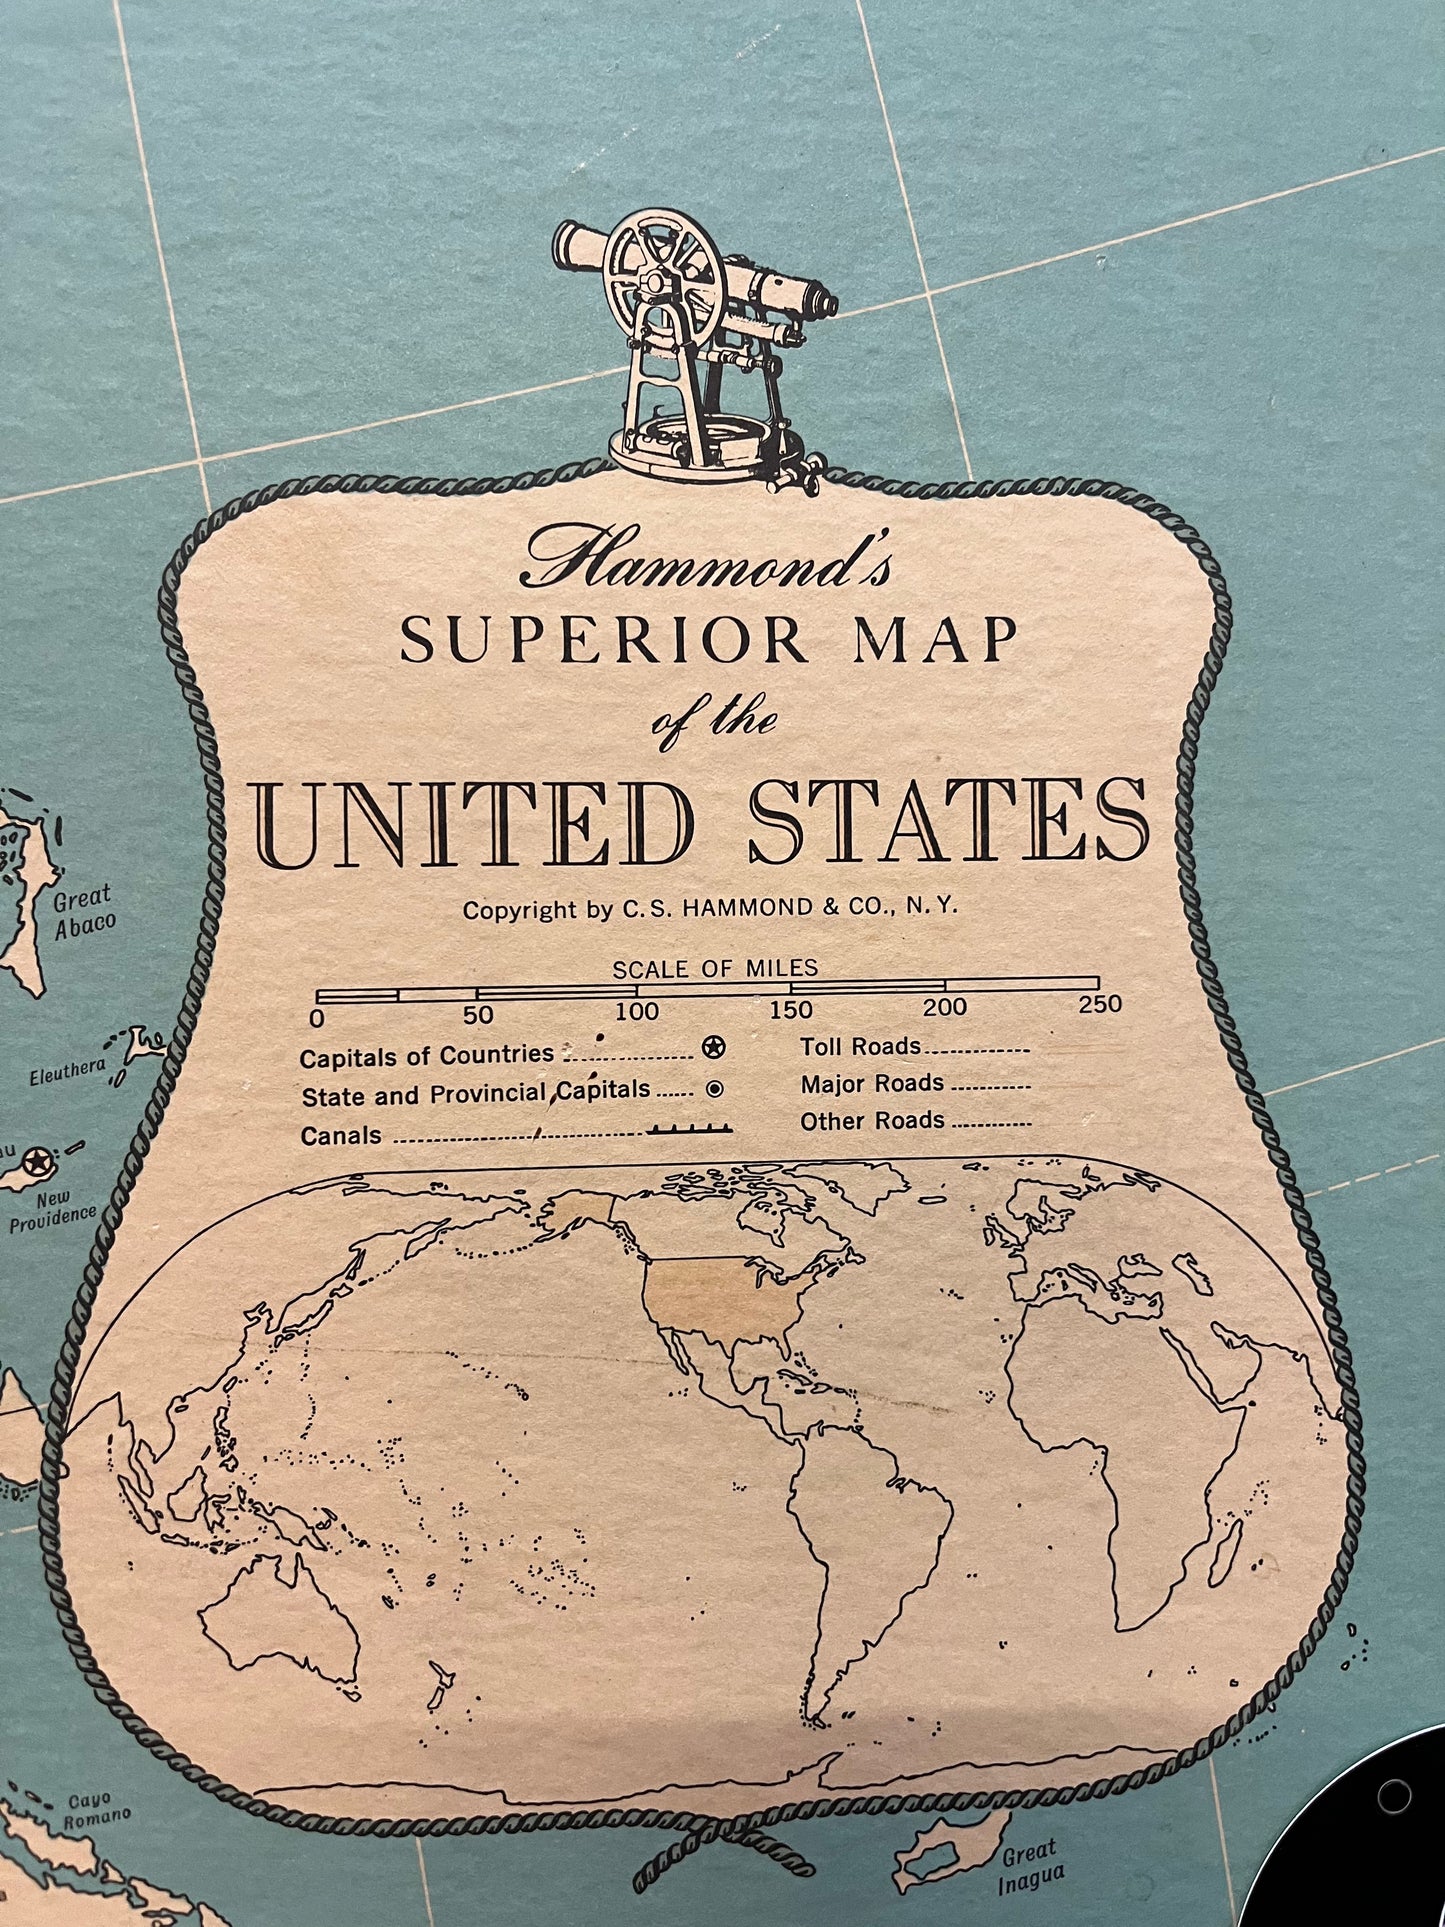 Hammond's
SUPERIOR MAP
of the
UNITED STATES
Copyright by C.S. HAMMOND & CO., N.Y.
SCALE OF MILES
0 50 100 150 200 250
Capitals of Countries
State and Provincial Capitals
Canals
Toll Roads
Major Roads
Other Roads
Great
Abaco
Eleuthera
New
Providence
Cayo
Romano
Great
Inagua